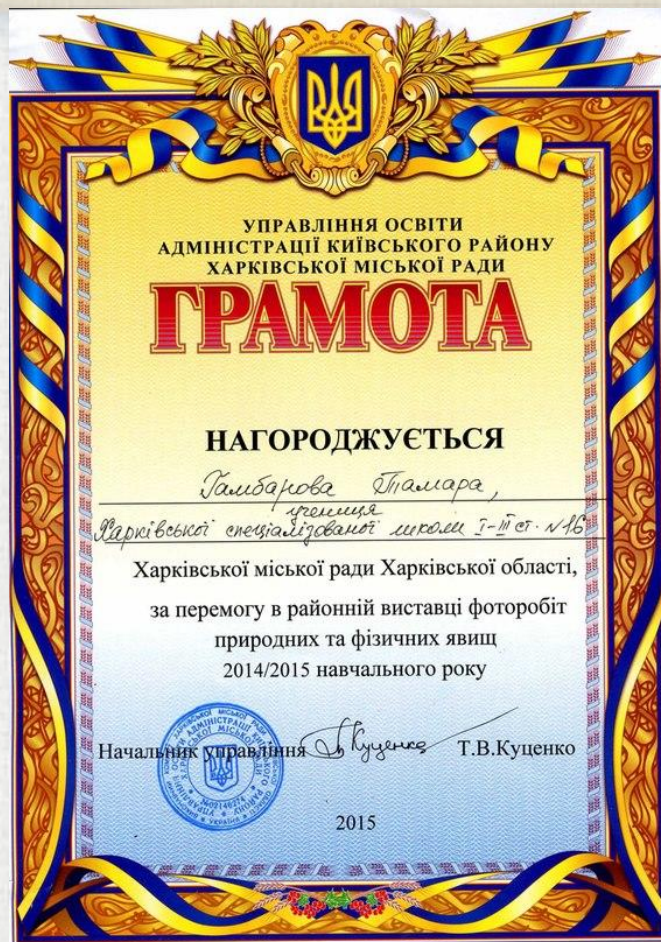 УПРАВЛІННЯ ОСВІТИ
АДМІНІСТРАЦІЇ КИЇВСЬКОГО РАЙОНУ
ХАРКІВСЬКОЇ МІСЬКОЇ РАДИ
ГРАМОТА
НАГОРОДЖУЄТЬСЯ
Гамбарова Тамара,
учениця
Харківської спеціалізованої школи І-ІІІ ст. №16
Харківської міської ради Харківської області,
за перемогу в районній виставці фоторобіт
природних та фізичних явищ
2014/2015 навчального року
Начальник управління Куценко Т.В.Куценко
2015